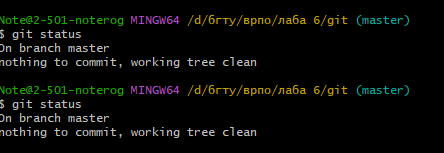 Note@2-501-noterog MINGW64 /d/бгту/врпо/лаба 6/git (master)
$ git status
On branch master
nothing to commit, working tree clean
Note@2-501-noterog MINGW64 /d/бгту/врпо/лаба 6/git (master)
$ git status
On branch master
nothing to commit, working tree clean